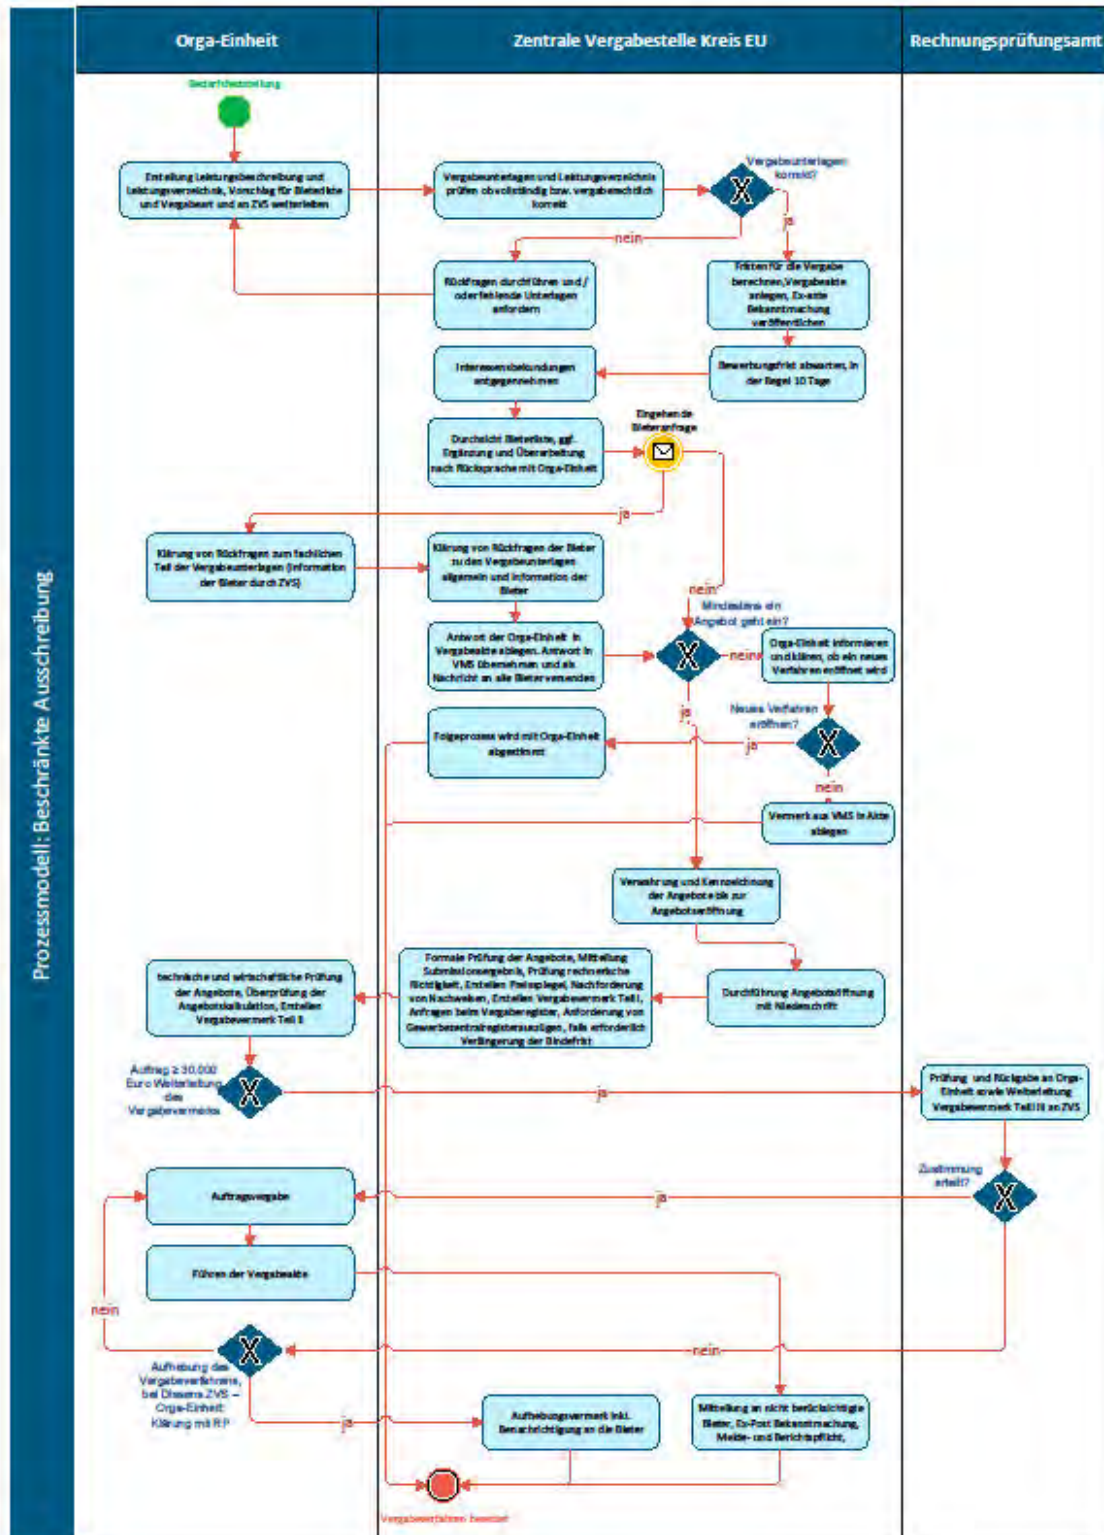 Prozessmodell: Beschränkte Ausschreibung
Orga-Einheit
Zentrale Vergabestelle Kreis EU
Rechnungsprüfungsamt
Bedarfsfeststellung
Erstellung Leistungsbeschreibung und
Leistungsverzeichnis, Vorschlag für Bieterliste
und Vergabeart und an ZVS weiterleiten
Vergabeunterlagen und Leistungsverzeichnis
prüfen ob vollständig bzw. vergaberechtlich
korrekt
Vergabeunterlagen
korrekt?
X
nein
ja
Rückfragen durchführen und /
oder fehlende Unterlagen
anfordern
Fristen für die Vergabe
berechnen, Vergabeakte
anlegen, Ex-ante
Bekanntmachung
veröffentlichen
Interessensbekundungen
entgegennehmen
Bewerbungsfrist abwarten, in
der Regel 10 Tage
Durchsicht Bieterliste, ggf.
Ergänzung und Überarbeitung
nach Rücksprache mit Orga-Einheit
Eingehende
Bieteranfrage
ja
nein
Klärung von Rückfragen zum fachlichen
Teil der Vergabeunterlagen (Information
der Bieter durch ZVS)
Klärung von Rückfragen der Bieter
zu den Vergabeunterlagen
allgemein und Information der
Bieter
Mindestens ein
Angebot geht ein?
X
nein
ja
Antwort der Orga-Einheit in
Vergabeakte ablegen. Antwort in
VMS übernehmen und als
Nachricht an alle Bieter versenden
Orga-Einheit informieren
und klären, ob ein neues
Verfahren eröffnet wird
Neues Verfahren
eröffnen?
X
ja
nein
Folgeprozess wird mit Orga-Einheit
abgestimmt
Vermerk aus VMS in Akte
ablegen
Verwahrung und Kennzeichnung
der Angebote bis zur
Angebotseröffnung
Durchführung Angebotsöffnung
mit Niederschrift
Formale Prüfung der Angebote, Mitteilung
Submissionsergebnis, Prüfung rechnerische
Richtigkeit, Erstellen Preisspiegel, Nachforderung
von Nachweisen, Erstellen Vergabevermerk Teil I,
Anfragen beim Vergaberegister, Anforderung von
Gewerbezentralregisterauszügen, falls erforderlich
Verlängerung der Bindefrist
technische und wirtschaftliche Prüfung
der Angebote, Überprüfung der
Angebotskalkulation, Erstellen
Vergabevermerk Teil II
Auftrag ≥ 30.000
Euro Weiterleitung
des
Vergabevermerks
X
ja
Prüfung und Rückgabe an Orga-
Einheit sowie Weiterleitung
Vergabevermerk Teil III an ZVS
Zustimmung
erteilt?
X
ja
nein
Auftragsvergabe
Führen der Vergabeakte
nein
X
Aufhebung des
Vergabeverfahrens,
bei Dissens ZVS –
Orga-Einheit
Klärung mit RP
ja
Aufhebungsvermerk inkl.
Benachrichtigung an die Bieter
Mitteilung an nicht berücksichtigte
Bieter, Ex-Post Bekanntmachung,
Melde- und Berichtspflicht,
Vergabeverfahren beendet